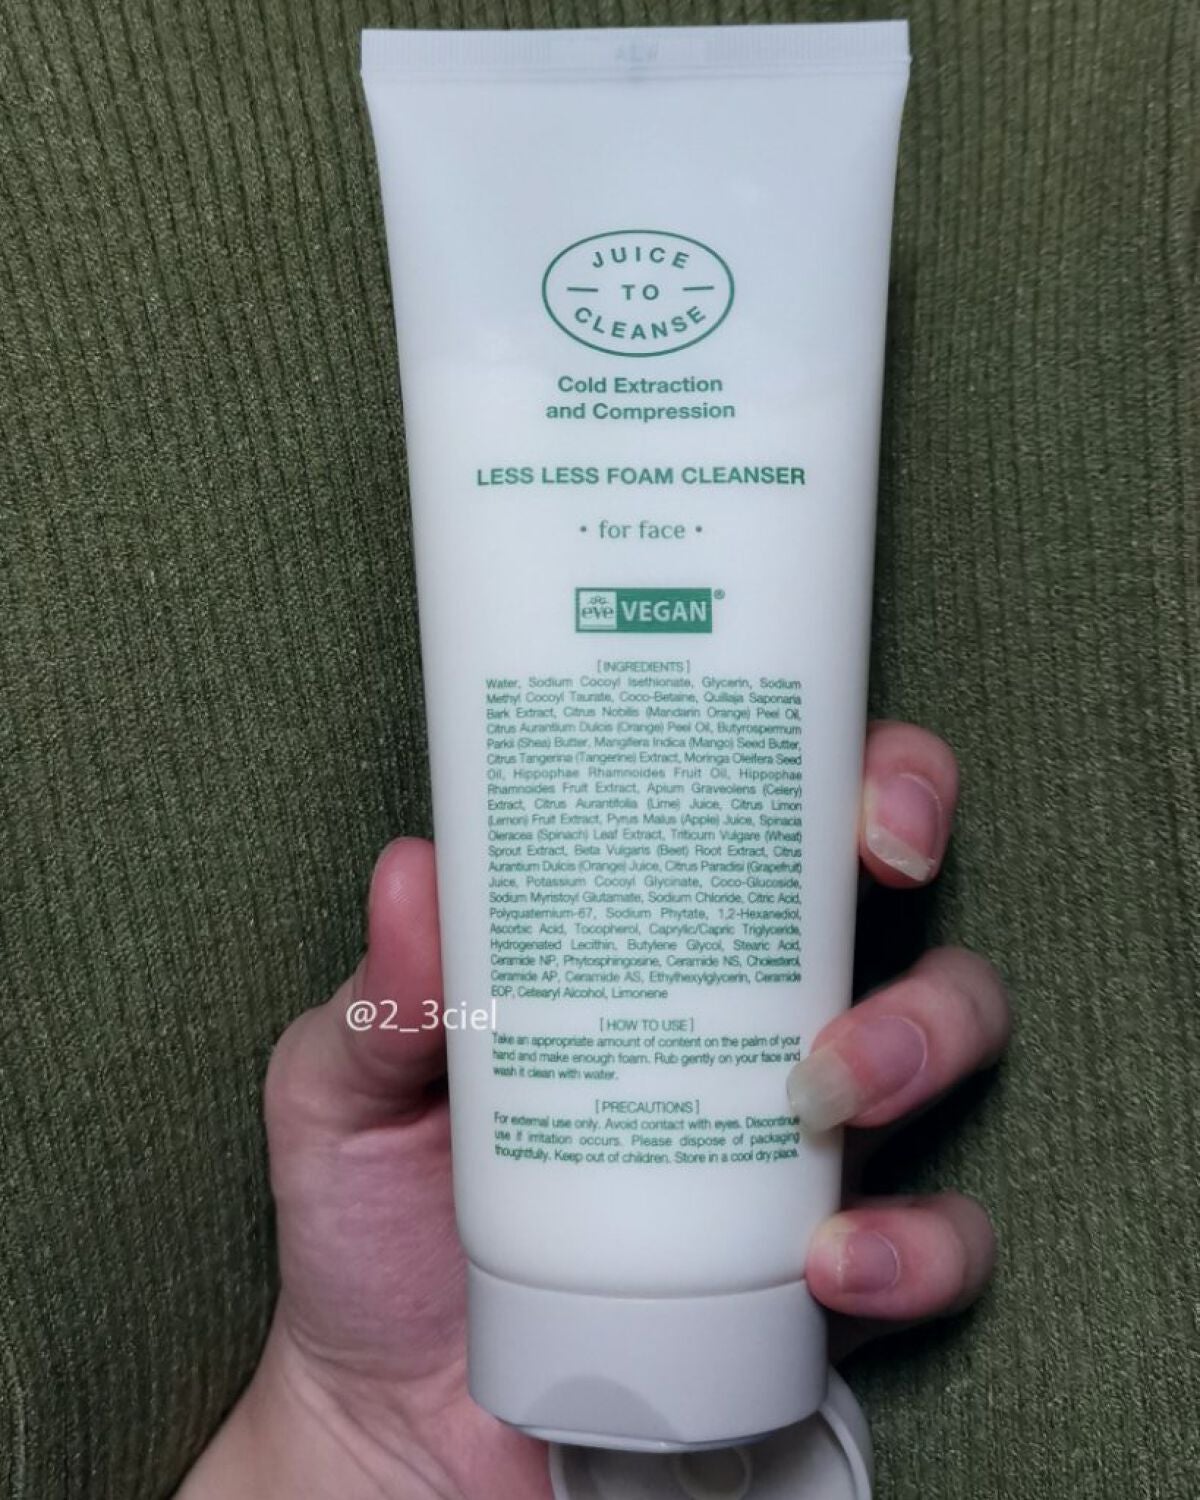 JUICE
TO
CLEANSE
Cold Extraction
and Compression
LESS LESS FOAM CLEANSER
• for face •
eve VEGAN®
[INGREDIENTS]
Water, Sodium Cocoyl Isethionate, Glycerin, Sodium
Methyl Cocoyl Taurate, Coco-Betaine, Quillaja Saponaria
Bark Extract, Citrus Nobilis (Mandarin Orange) Peel Oil,
Citrus Aurantium Dulcis (Orange) Peel Oil, Butyrospermum
Parkii (Shea) Butter, Mangifera Indica (Mango) Seed Butter,
Citrus Tangerina (Tangerine) Extract, Moringa Oleifera Seed
Oil, Hippophae Rhamnoides Fruit Oil, Hippophae
Rhamnoides Fruit Extract, Apium Graveolens (Celery)
Extract, Citrus Aurantifolia (Lime) Juice, Citrus Limon
(Lemon) Fruit Extract, Pyrus Malus (Apple) Juice, Spinacia
Oleracea (Spinach) Leaf Extract, Triticum Vulgare (Wheat)
Sprout Extract, Beta Vulgaris (Beet) Root Extract, Citrus
Aurantium Dulcis (Orange) Juice, Citrus Paradisi (Grapefruit)
Juice, Potassium Cocoyl Glycinate, Coco-Glucoside,
Sodium Myristoyl Glutamate, Sodium Chloride, Citric Acid,
Polyquaternium-67, Sodium Phytate, 1,2-Hexanediol,
Ascorbic Acid, Tocopherol, Caprylic/Capric Triglyceride,
Hydrogenated Lecithin, Butylene Glycol, Stearic Acid,
Ceramide NP, Phytosphingosine, Ceramide NS, Cholesterol,
Ceramide AP, Ceramide AS, Ethylhexylglycerin, Ceramide
EOP, Cetearyl Alcohol, Limonene
@2_3ciel
[HOW TO USE]
Take an appropriate amount of content on the palm of your
hand and make enough foam. Rub gently on your face and
wash it clean with water.
[PRECAUTIONS]
For external use only. Avoid contact with eyes. Discontinue
use if irritation occurs. Please dispose of packaging
thoughtfully. Keep out of children. Store in a cool dry place.